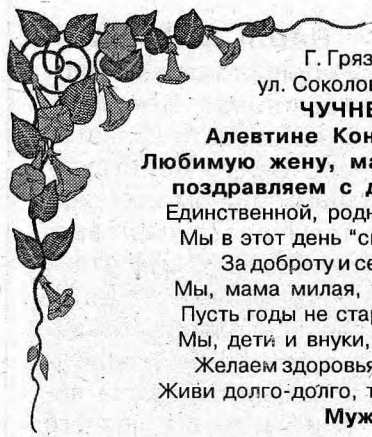 Г. Гряз
ул. Соколо
ЧУЧНЕ
Алевтине Кон
Любимую жену, ма
поздравляем с д
Единственной, родн
Мы в этот день "с
За доброту и се
Мы, мама милая,
Пусть годы не стар
Мы, дети и внуки,
Желаем здоровья
Живи долго-долго, т
Муж